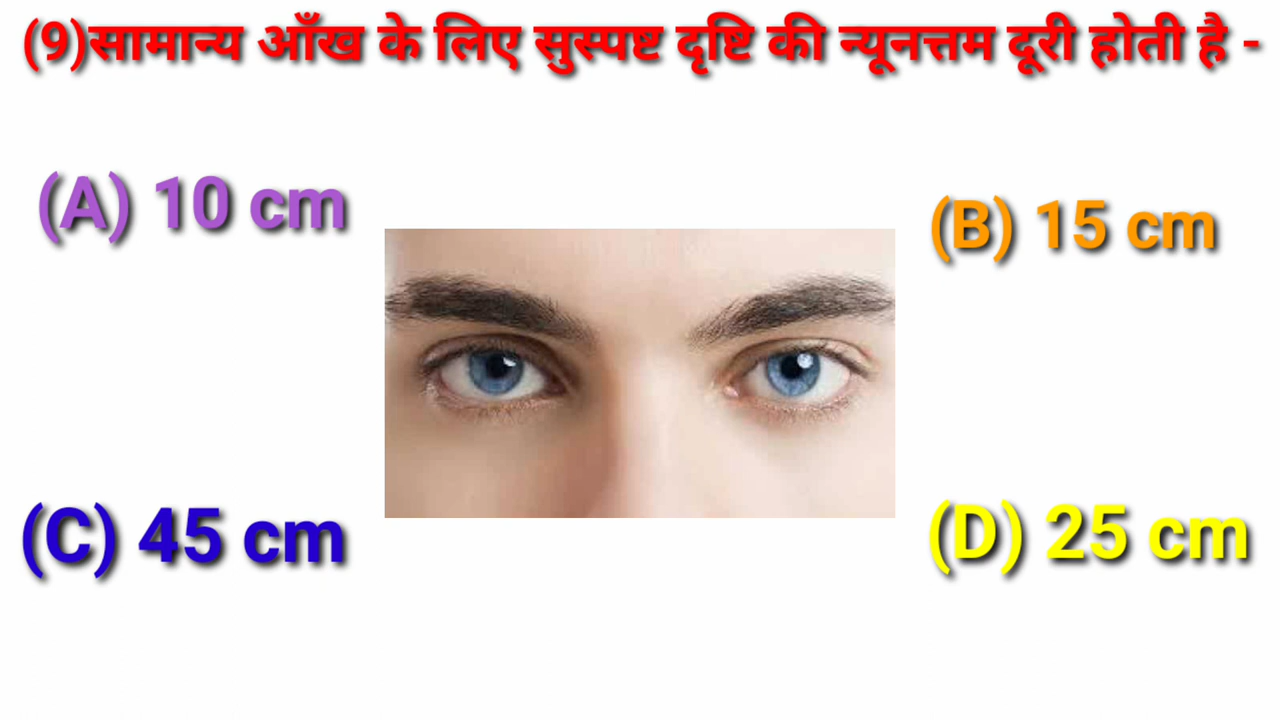 (9)सामान्य आँख के लिए सुस्पष्ट दृष्टि की न्यूनत्तम दूरी होती है -
(A) 10 cm
(B) 15 cm
(C) 45 cm
(D) 25 cm